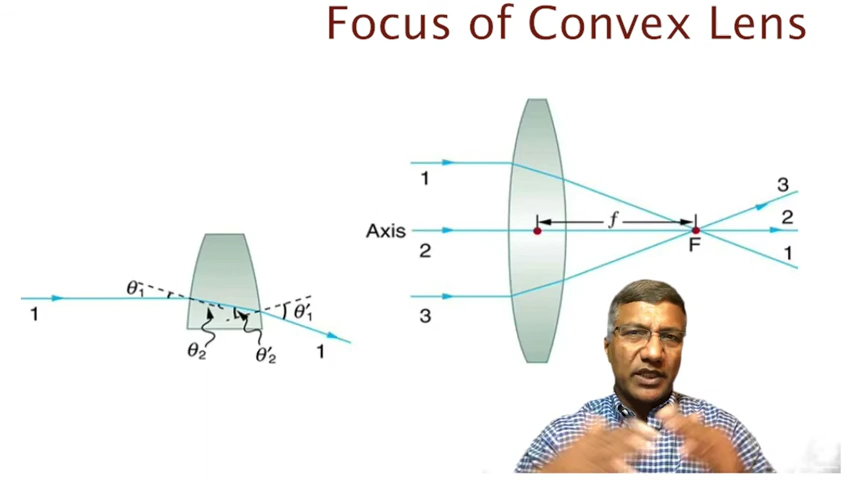 Focus of Convex Lens
θ₁
1
θ₂
θ′₂
θ′₁
1
Axis
1
2
3
f
F
3
2
1